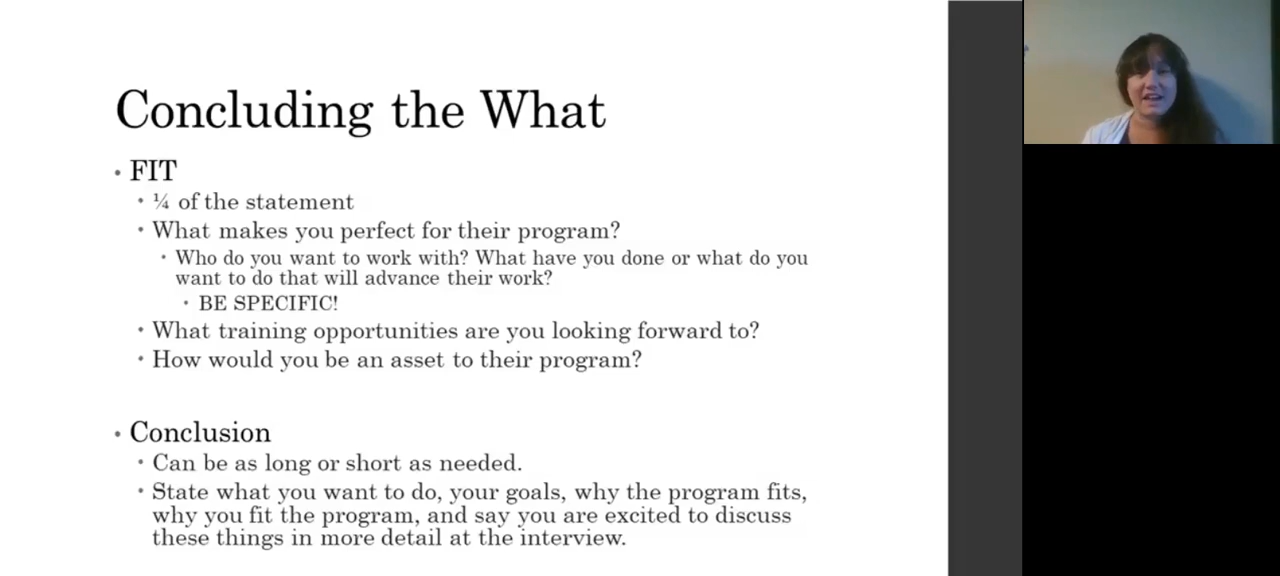 Concluding the What
• FIT
• ¼ of the statement
• What makes you perfect for their program?
• Who do you want to work with? What have you done or what do you
want to do that will advance their work?
• BE SPECIFIC!
• What training opportunities are you looking forward to?
• How would you be an asset to their program?
• Conclusion
• Can be as long or short as needed.
• State what you want to do, your goals, why the program fits,
why you fit the program, and say you are excited to discuss
these things in more detail at the interview.